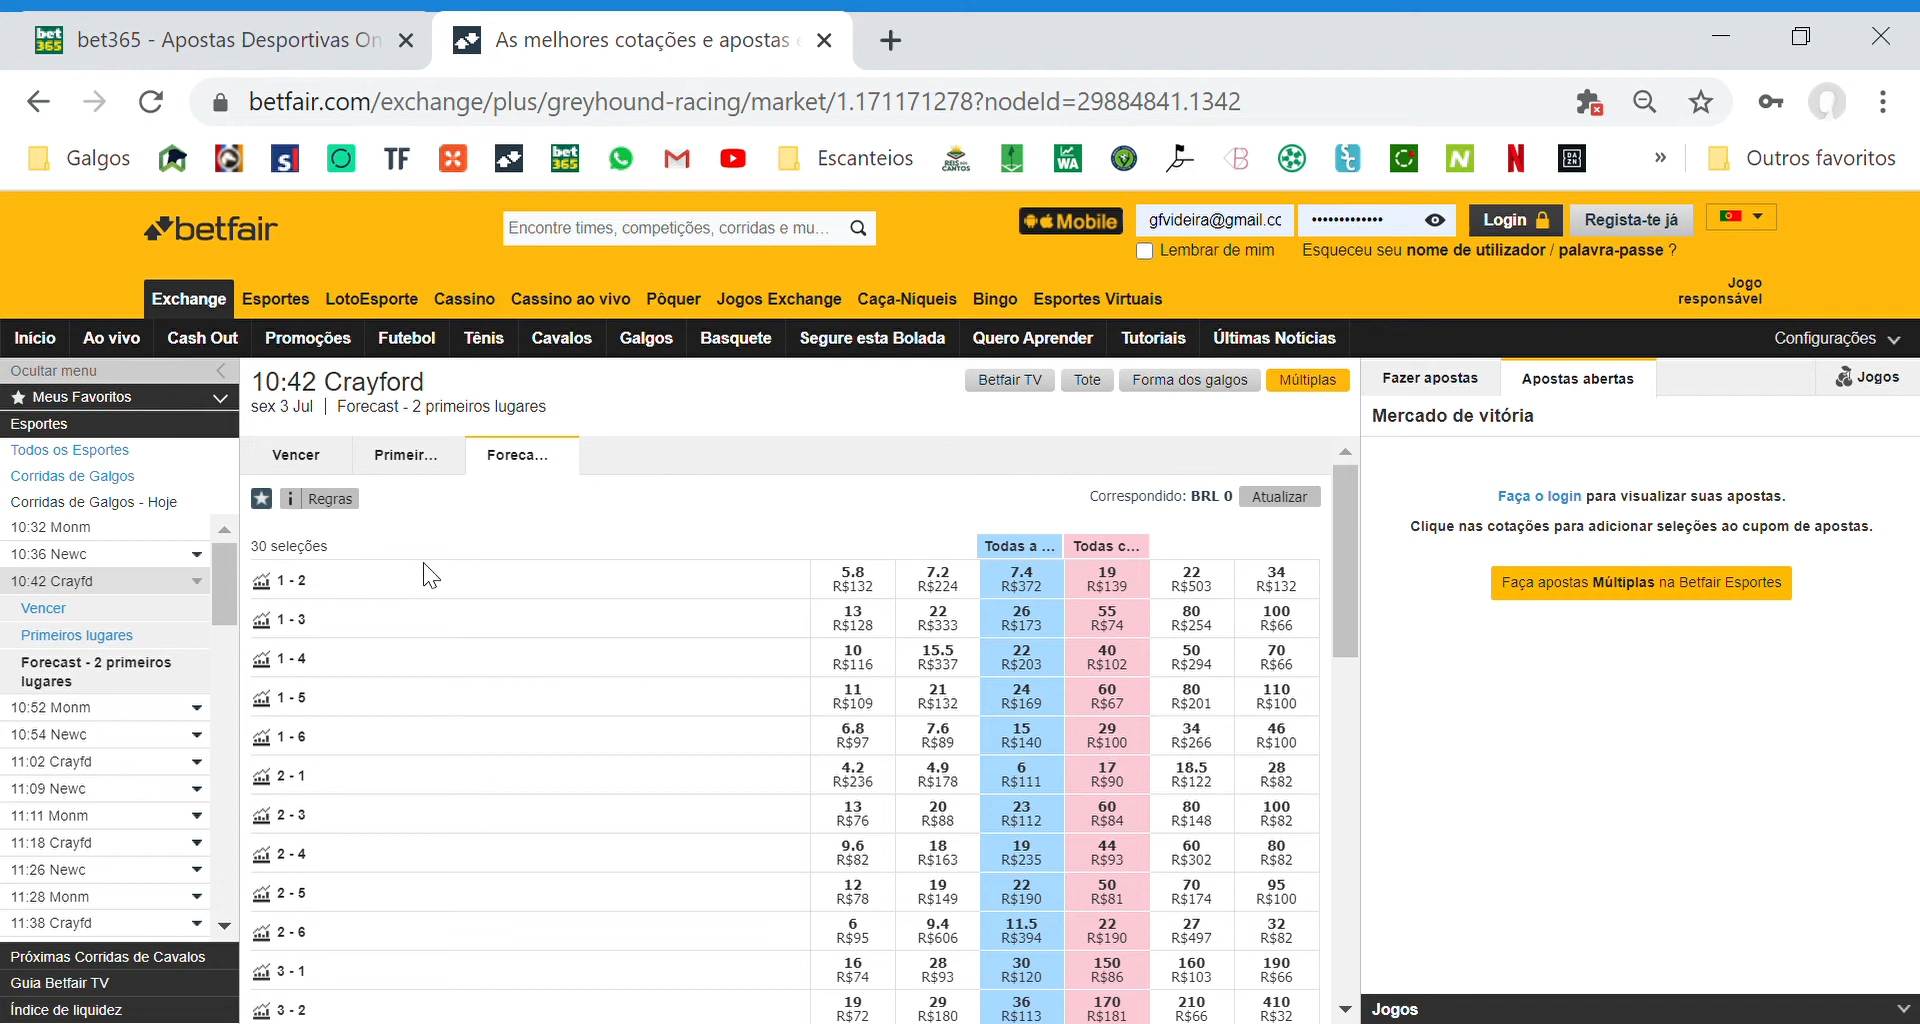 bet365 - Apostas Desportivas On
As melhores cotações e apostas
betfair.com/exchange/plus/greyhound-racing/market/1.171171278?nodeId=29884841.1342
Galgos
TF
bet365
Escanteios
REIS DOS CANTOS
WA
DAZN
Outros favoritos
betfair
Encontre times, competições, corridas e mu...
Mobile
gfvideira@gmail.cc
Login
Regista-te já
Lembrar de mim
Esqueceu seu nome de utilizador / palavra-passe ?
Jogo responsável
Exchange Esportes LotoEsporte Cassino Cassino ao vivo Pôquer Jogos Exchange Caça-Níqueis Bingo Esportes Virtuais
Início Ao vivo Cash Out Promoções Futebol Tênis Cavalos Galgos Basquete Segure esta Bolada Quero Aprender Tutoriais Últimas Notícias Configurações
Ocultar menu
Meus Favoritos
Esportes
Todos os Esportes
Corridas de Galgos
Corridas de Galgos - Hoje
10:32 Monm
10:36 Newc
10:42 Crayfd
Vencer
Primeiros lugares
Forecast - 2 primeiros
lugares
10:52 Monm
10:54 Newc
11:02 Crayfd
11:09 Newc
11:11 Monm
11:18 Crayfd
11:26 Newc
11:28 Monm
11:38 Crayfd
Próximas Corridas de Cavalos
Guia Betfair TV
Índice de liquidez
10:42 Crayford
sex 3 Jul | Forecast - 2 primeiros lugares
Betfair TV Tote Forma dos galgos Múltiplas
Vencer Primeir... Foreca...
i Regras
Correspondido: BRL 0 Atualizar
30 seleções Todas a ... Todas c...
1 - 2 5.8 7.2 7.4 19 22 34
R$132 R$224 R$372 R$139 R$503 R$132
1 - 3 13 22 26 55 80 100
R$128 R$333 R$173 R$74 R$254 R$66
1 - 4 10 15.5 22 40 50 70
R$116 R$337 R$203 R$102 R$294 R$66
1 - 5 11 21 24 60 80 110
R$109 R$132 R$169 R$67 R$201 R$100
1 - 6 6.8 7.6 15 29 34 46
R$97 R$89 R$140 R$100 R$266 R$100
2 - 1 4.2 4.9 6 17 18.5 28
R$236 R$178 R$111 R$90 R$122 R$82
2 - 3 13 20 23 60 80 100
R$76 R$88 R$112 R$84 R$148 R$82
2 - 4 9.6 18 19 44 60 80
R$82 R$163 R$235 R$93 R$302 R$82
2 - 5 12 19 22 50 70 95
R$78 R$149 R$190 R$81 R$174 R$100
2 - 6 6 9.4 11.5 22 27 32
R$95 R$606 R$394 R$190 R$497 R$82
3 - 1 16 28 30 150 160 190
R$74 R$93 R$120 R$86 R$103 R$66
3 - 2 19 29 36 170 210 410
R$72 R$180 R$113 R$181 R$66 R$32
Fazer apostas Apostas abertas Jogos
Mercado de vitória
Faça o login para visualizar suas apostas.
Clique nas cotações para adicionar seleções ao cupom de apostas.
Faça apostas Múltiplas na Betfair Esportes
Jogos